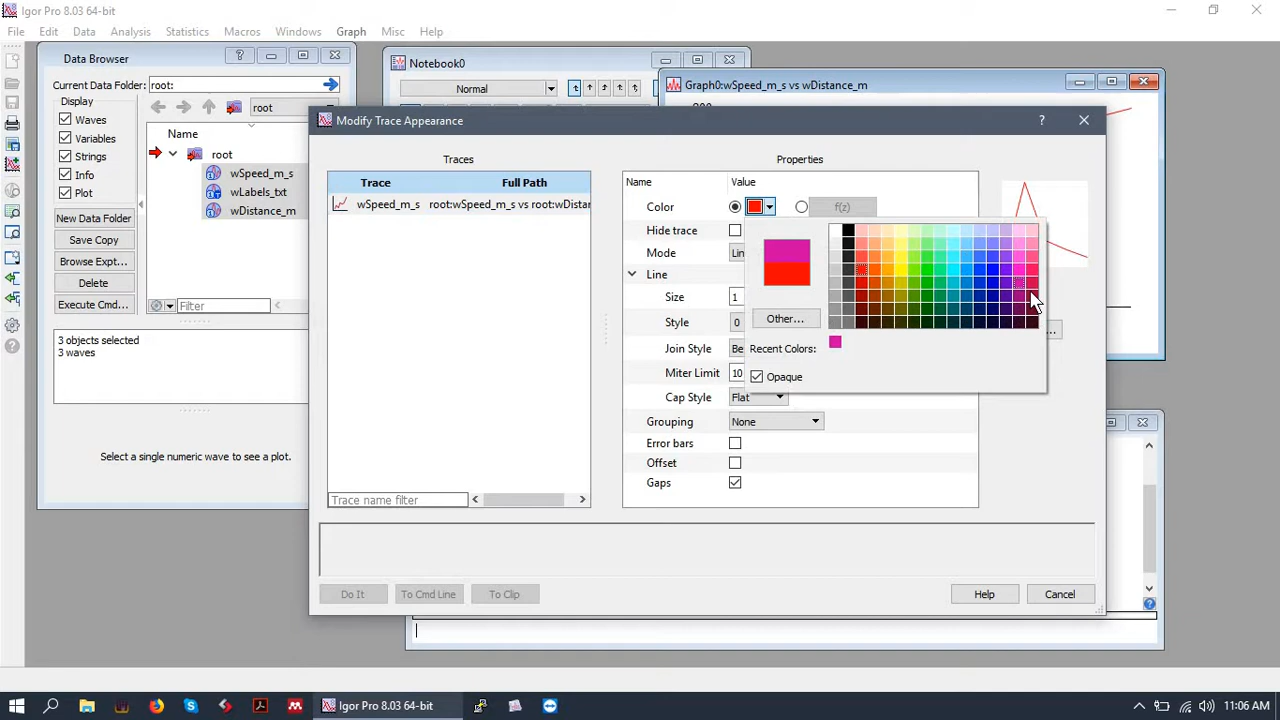 Igor Pro 8.03 64-bit
File Edit Data Analysis Statistics Macros Windows Graph Misc Help
Data Browser
Current Data Folder: root:
Display
Waves
Variables
Strings
Info
Plot
New Data Folder
Save Copy
Browse Expt...
Delete
Execute Cmd...
root
Name
root
wSpeed_m_s
wLabels_txt
wDistance_m
Filter
3 objects selected
3 waves
Select a single numeric wave to see a plot.
Notebook0
Normal
Graph0:wSpeed_m_s vs wDistance_m
Modify Trace Appearance
Traces
Trace Full Path
wSpeed_m_s root:wSpeed_m_s vs root:wDistar
Trace name filter
Properties
Name Value
Color f(z)
Hide trace
Mode Lin
Line
Size 1
Style 0
Join Style Be
Miter Limit 10
Cap Style Flat
Grouping None
Error bars
Offset
Gaps
Other...
Recent Colors:
Opaque
Do It To Cmd Line To Clip Help Cancel
Igor Pro 8.03 64-bit
11:06 AM